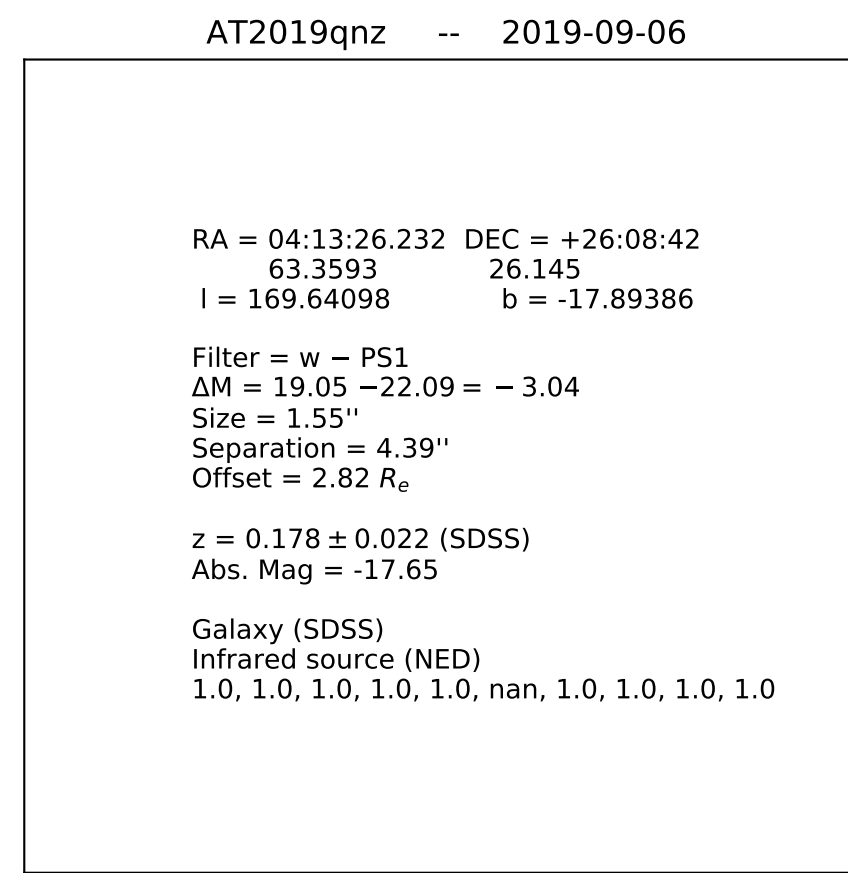 AT2019qnz -- 2019-09-06
RA = 04:13:26.232 DEC = +26:08:42
63.3593 26.145
l = 169.64098 b = -17.89386
Filter = w − PS1
ΔM = 19.05 −22.09 = − 3.04
Size = 1.55''
Separation = 4.39''
Offset = 2.82 Rₑ
z = 0.178 ± 0.022 (SDSS)
Abs. Mag = -17.65
Galaxy (SDSS)
Infrared source (NED)
1.0, 1.0, 1.0, 1.0, 1.0, nan, 1.0, 1.0, 1.0, 1.0